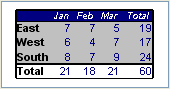 Jan Feb Mar Total
East 7 7 5 19
West 6 4 7 17
South 8 7 9 24
Total 21 18 21 60